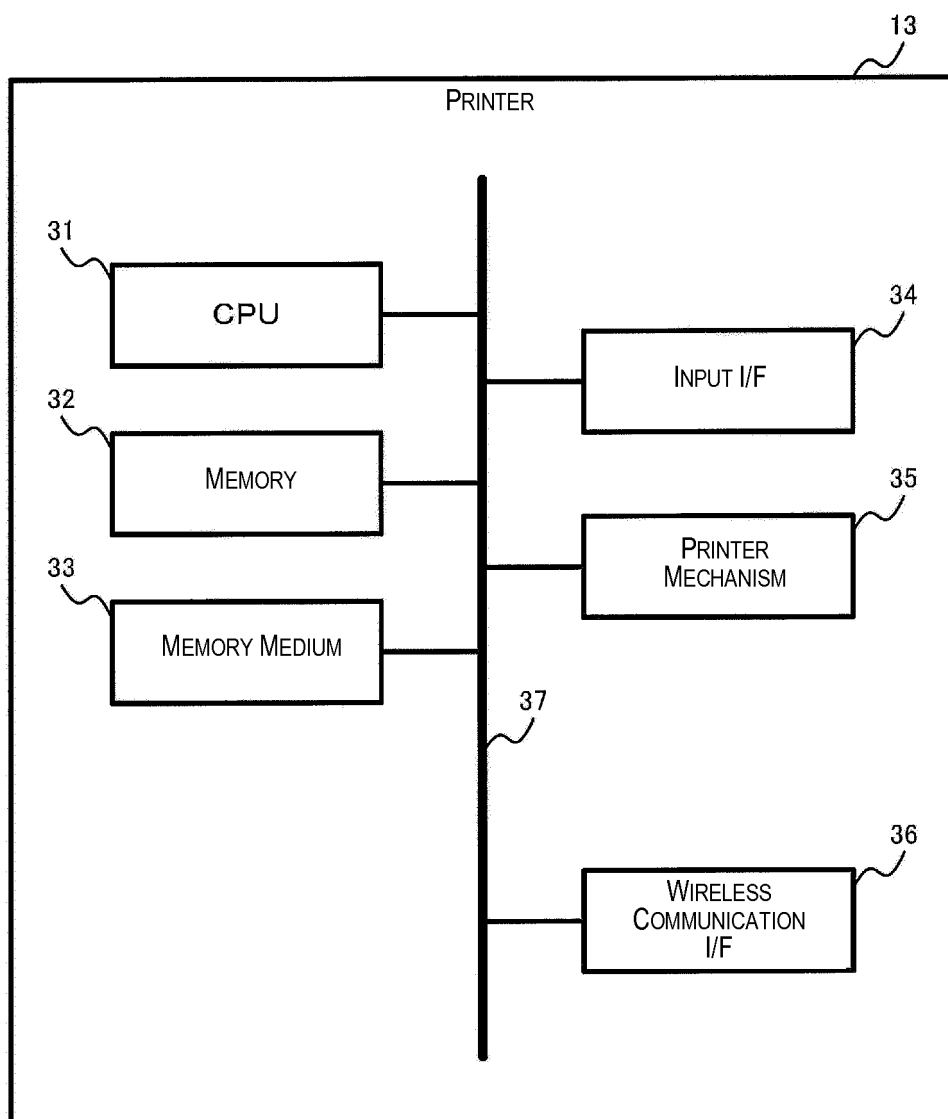 13
PRINTER
31
CPU
34
INPUT I/F
32
MEMORY
35
PRINTER
MECHANISM
33
MEMORY MEDIUM
37
36
WIRELESS
COMMUNICATION
I/F